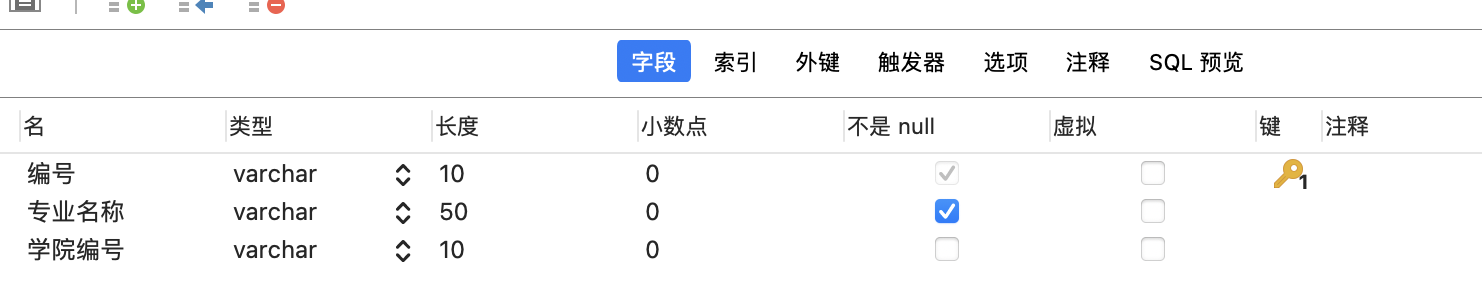 字段 索引 外键 触发器 选项 注释 SQL 预览
名 类型 长度 小数点 不是 null 虚拟 键 注释
编号 varchar 10 0 1
专业名称 varchar 50 0
学院编号 varchar 10 0